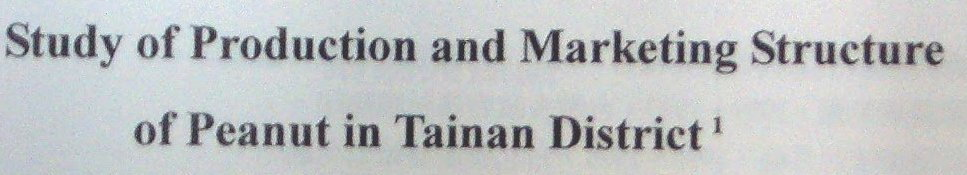 Study of Production and Marketing Structure
of Peanut in Tainan District ¹